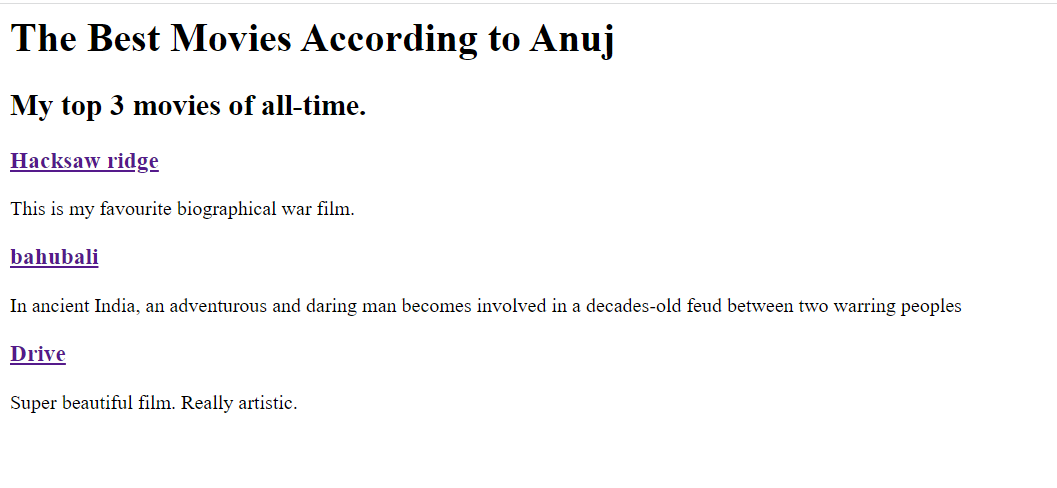 The Best Movies According to Anuj
My top 3 movies of all-time.
Hacksaw ridge
This is my favourite biographical war film.
bahubali
In ancient India, an adventurous and daring man becomes involved in a decades-old feud between two warring peoples
Drive
Super beautiful film. Really artistic.